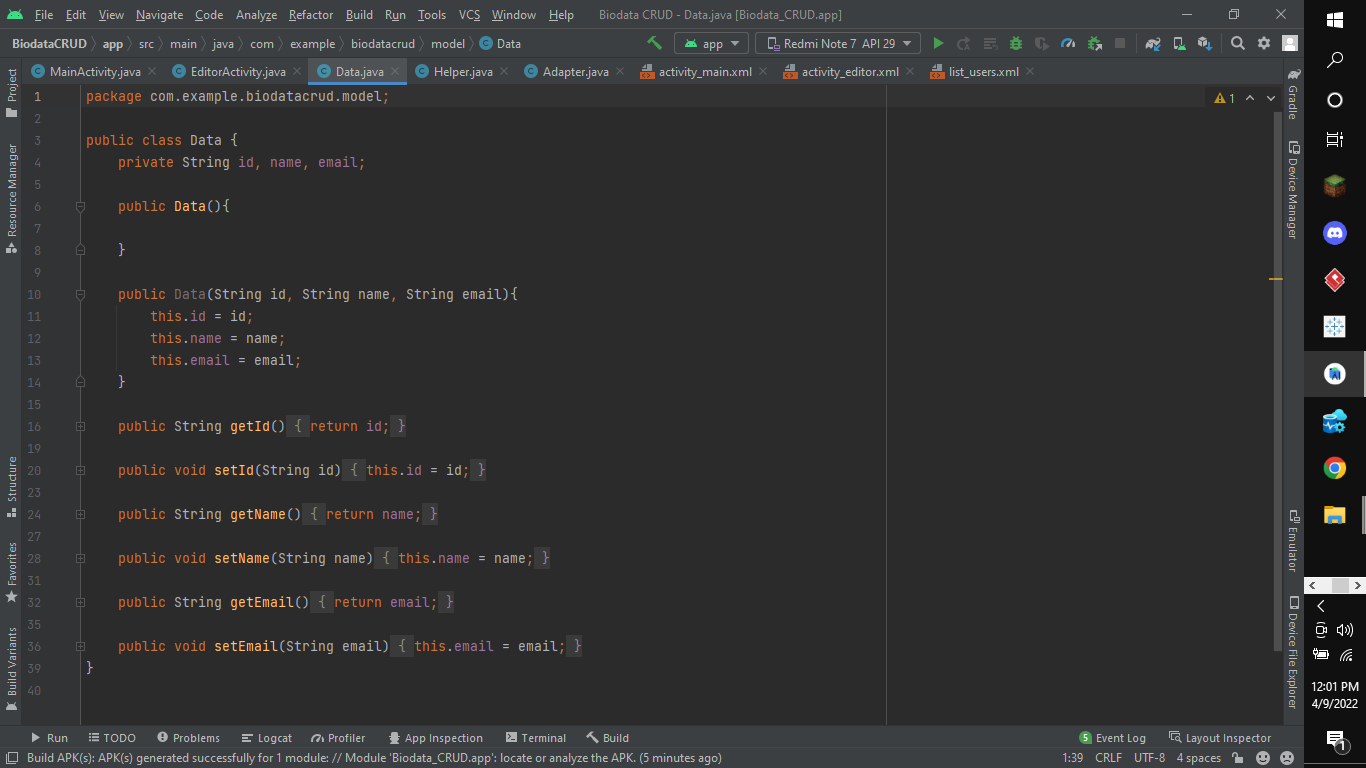 File Edit View Navigate Code Analyze Refactor Build Run Tools VCS Window Help Biodata CRUD - Data.java [Biodata_CRUD.app]
BiodataCRUD app src main java com example biodatacrud model Data app Redmi Note 7 API 29
MainActivity.java EditorActivity.java Data.java Helper.java Adapter.java activity_main.xml activity_editor.xml list_users.xml
Project
Resource Manager
Structure
Favorites
Build Variants
1 package com.example.biodatacrud.model; 1
2
3 public class Data {
4 private String id, name, email;
5
6 public Data(){
7
8 }
9
10 public Data(String id, String name, String email){
11 this.id = id;
12 this.name = name;
13 this.email = email;
14 }
15
16 public String getId() { return id; }
19
20 public void setId(String id) { this.id = id; }
23
24 public String getName() { return name; }
27
28 public void setName(String name) { this.name = name; }
31
32 public String getEmail() { return email; }
35
36 public void setEmail(String email) { this.email = email; }
39 }
40
Gradle
Device Manager
Emulator
Device File Explorer
Run TODO Problems Logcat Profiler App Inspection Terminal Build 5 Event Log Layout Inspector
Build APK(s): APK(s) generated successfully for 1 module: // Module 'Biodata_CRUD.app': locate or analyze the APK. (5 minutes ago) 1:39 CRLF UTF-8 4 spaces
12:01 PM
4/9/2022
1